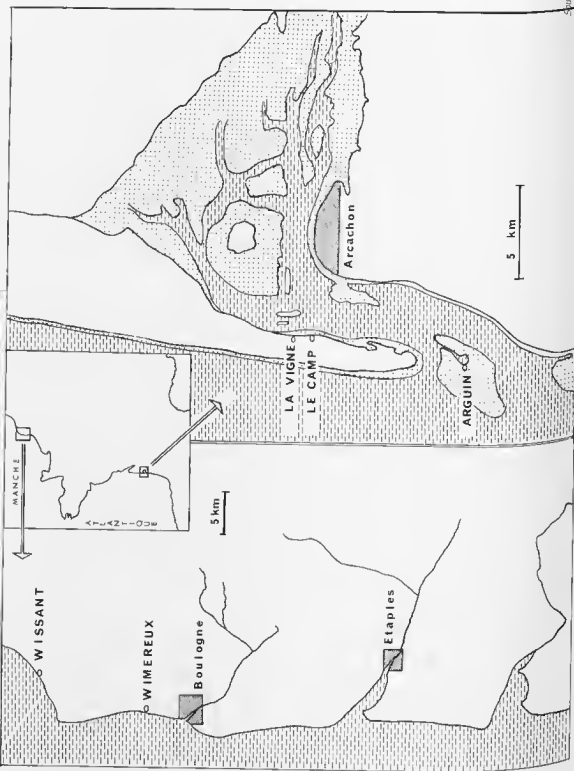 MANCHE
ATLANTIQUE
5 km
WISSANT
WIMEREUX
Boulogne
Etaples
LA VIGNE
LE CAMP
ARGUIN
Arcachon
5 km